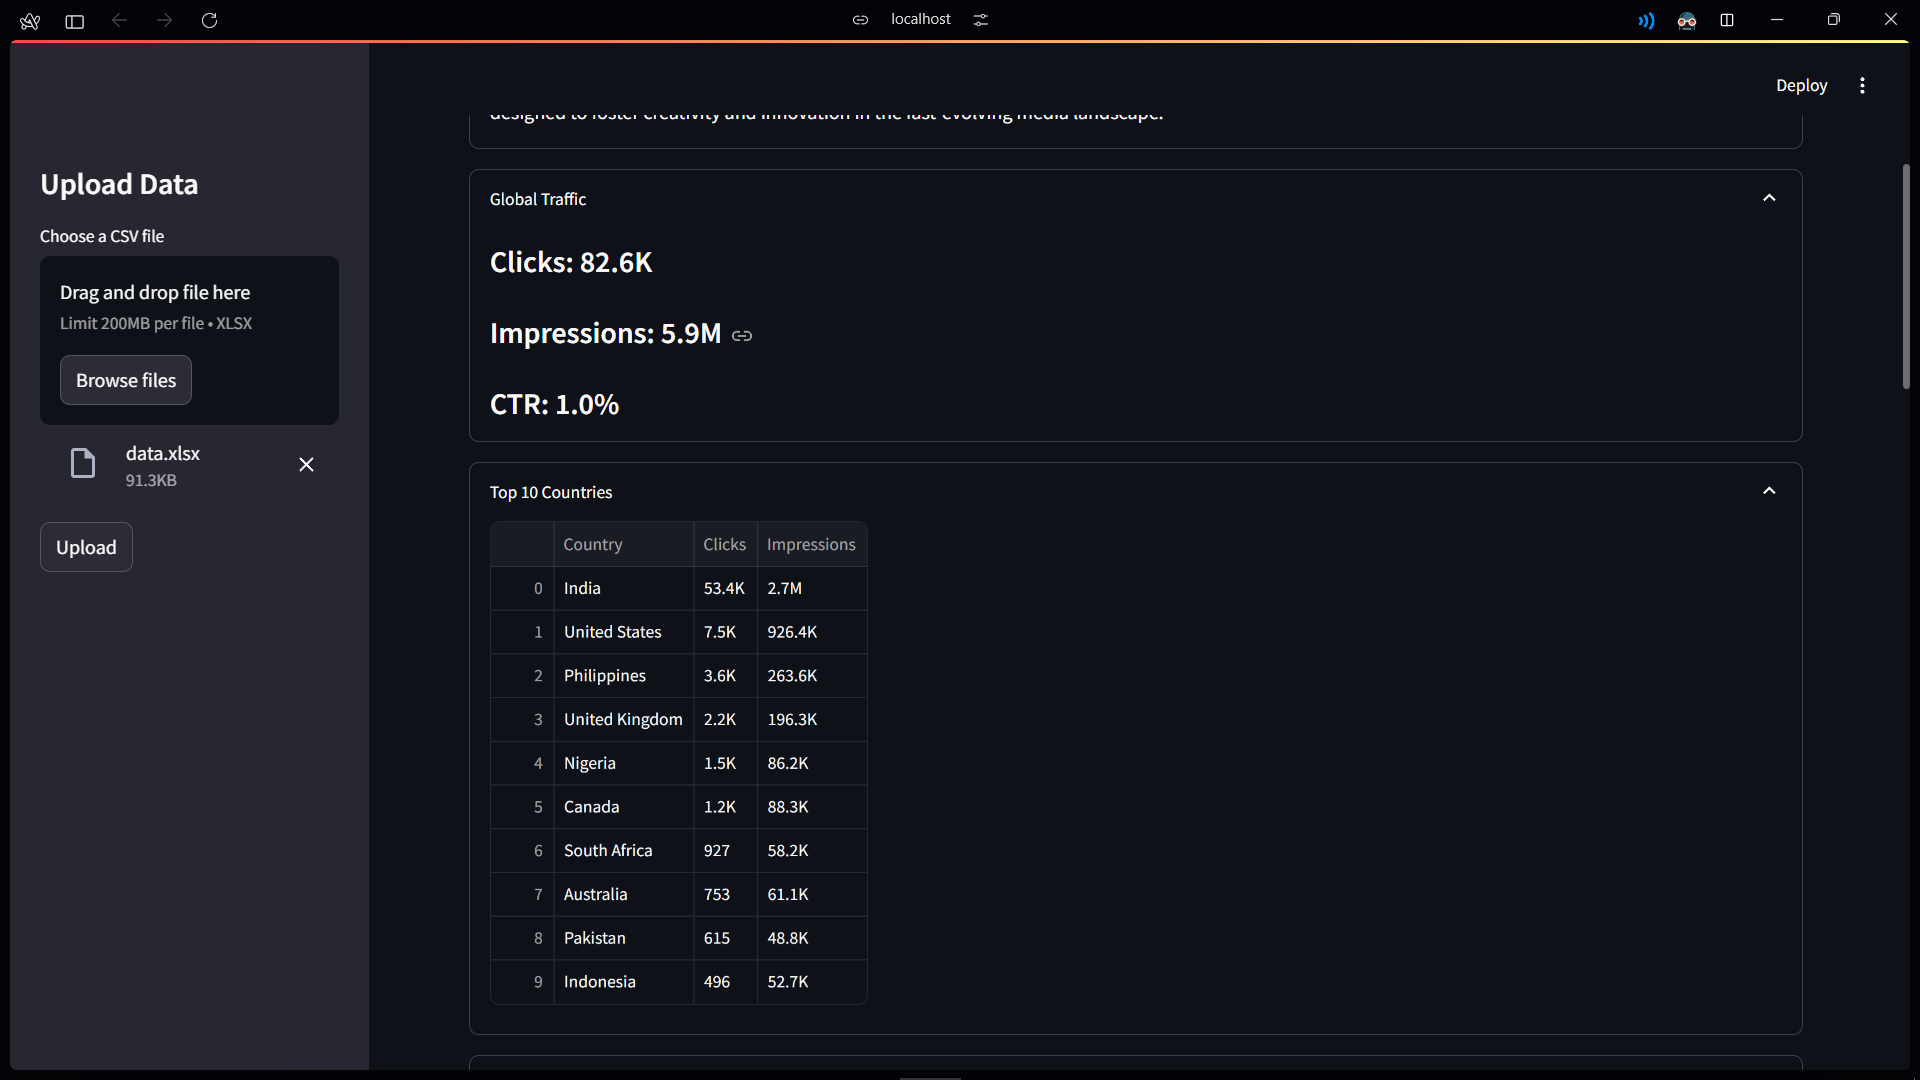 localhost
Deploy
designed to foster creativity and innovation in the fast-evolving media landscape.
Upload Data
Choose a CSV file
Drag and drop file here
Limit 200MB per file • XLSX
Browse files
data.xlsx
91.3KB
Upload
Global Traffic
Clicks: 82.6K
Impressions: 5.9M
CTR: 1.0%
Top 10 Countries
Country Clicks Impressions
0 India 53.4K 2.7M
1 United States 7.5K 926.4K
2 Philippines 3.6K 263.6K
3 United Kingdom 2.2K 196.3K
4 Nigeria 1.5K 86.2K
5 Canada 1.2K 88.3K
6 South Africa 927 58.2K
7 Australia 753 61.1K
8 Pakistan 615 48.8K
9 Indonesia 496 52.7K